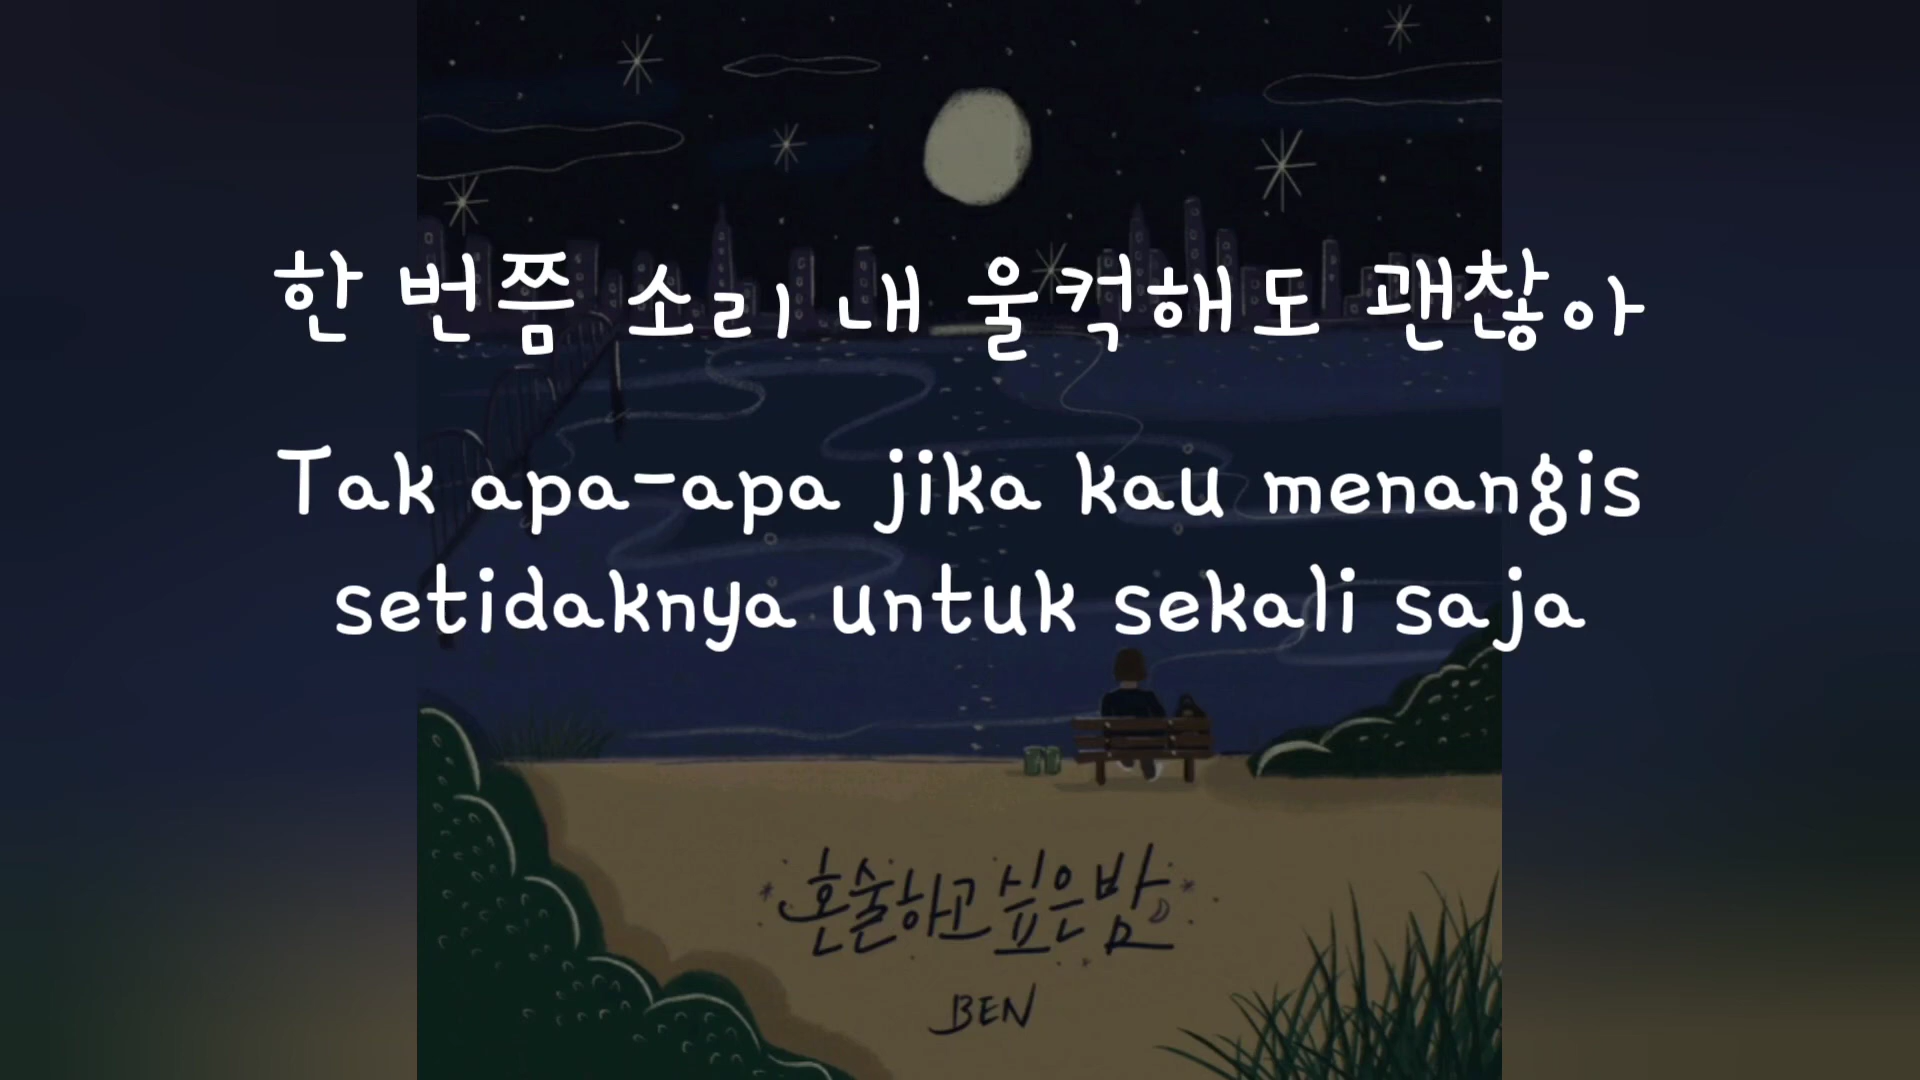 한 번쯤 소리 내 울컥해도 괜찮아
Tak apa-apa jika kau menangis
setidaknya untuk sekali saja
혼술하고 싶은 밤
BEN